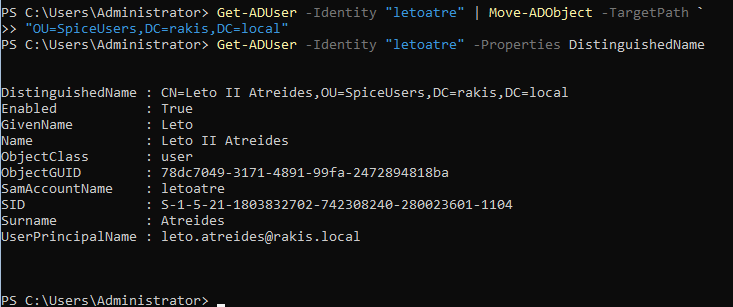 PS C:\Users\Administrator> Get-ADUser -Identity "letoatre" | Move-ADObject -TargetPath `
>> "OU=SpiceUsers,DC=rakis,DC=local"
PS C:\Users\Administrator> Get-ADUser -Identity "letoatre" -Properties DistinguishedName
DistinguishedName : CN=Leto II Atreides,OU=SpiceUsers,DC=rakis,DC=local
Enabled           : True
GivenName         : Leto
Name              : Leto II Atreides
ObjectClass       : user
ObjectGUID        : 78dc7049-3171-4891-99fa-2472894818ba
SamAccountName    : letoatre
SID               : S-1-5-21-1803832702-742308240-280023601-1104
Surname           : Atreides
UserPrincipalName : leto.atreides@rakis.local
PS C:\Users\Administrator>